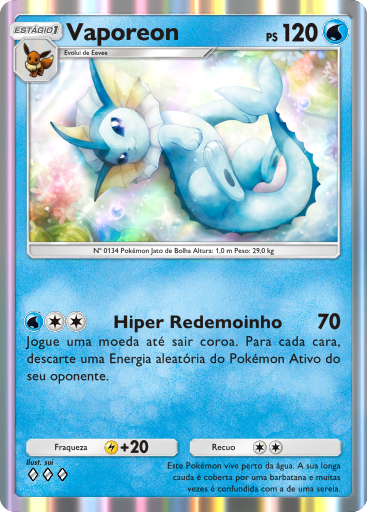 ESTÁGIO 1
Vaporeon
PS 120
Evolui de Eevee
N° 0134 Pokémon Jato de Bolha Altura: 1,0 m Peso: 29,0 kg
Hiper Redemoinho 70
Jogue uma moeda até sair coroa. Para cada cara,
descarte uma Energia aleatória do Pokémon Ativo do
seu oponente.
Fraqueza +20 Recuo
Ilust. sui
Este Pokémon vive perto da água. A sua longa
cauda é coberta por uma barbatana e muitas
vezes é confundida com a de uma sereia.